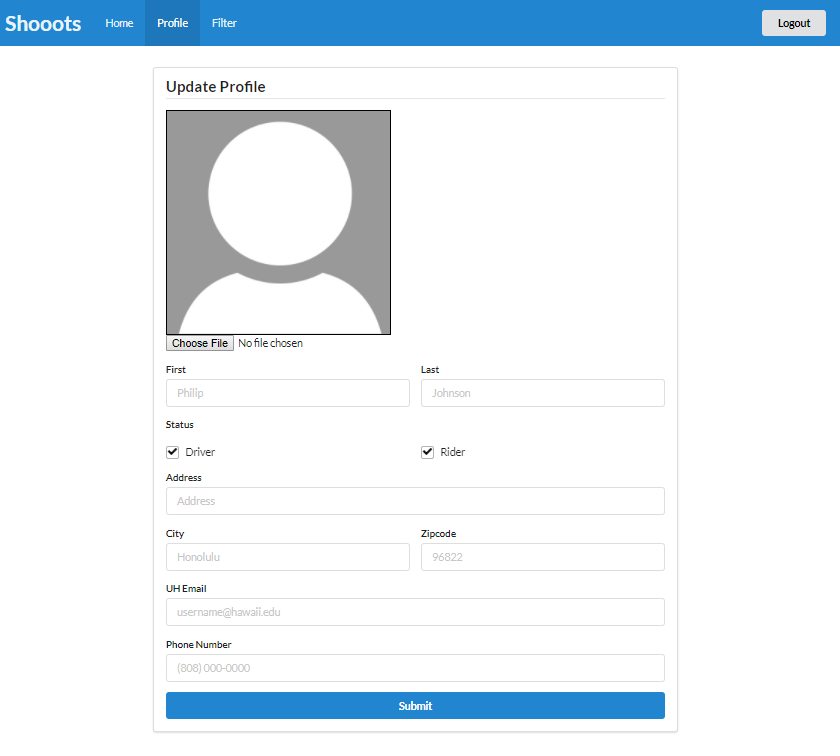 Shooots Home Profile Filter Logout
Update Profile
Choose File No file chosen
First Last
Philip Johnson
Status
Driver Rider
Address
Address
City Zipcode
Honolulu 96822
UH Email
username@hawaii.edu
Phone Number
(808) 000-0000
Submit